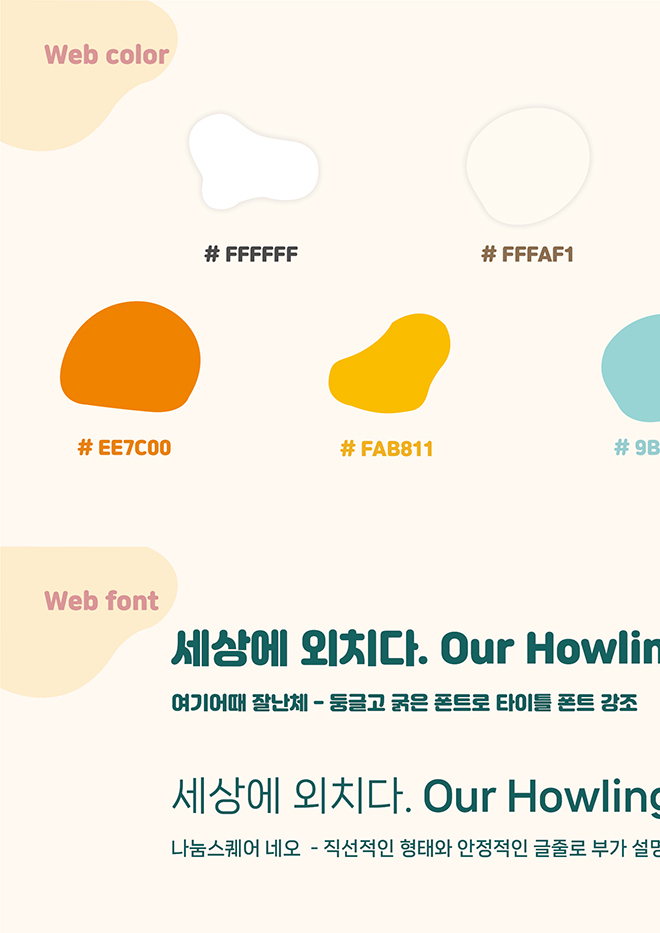 Web color
# FFFFFF
# FFFAF1
# EE7C00
# FAB811
# 9B
Web font
세상에 외치다. Our Howlin
여기어때 잘난체 - 둥글고 굵은 폰트로 타이틀 폰트 강조
세상에 외치다. Our Howling
나눔스퀘어 네오 - 직선적인 형태와 안정적인 글줄로 부가 설명